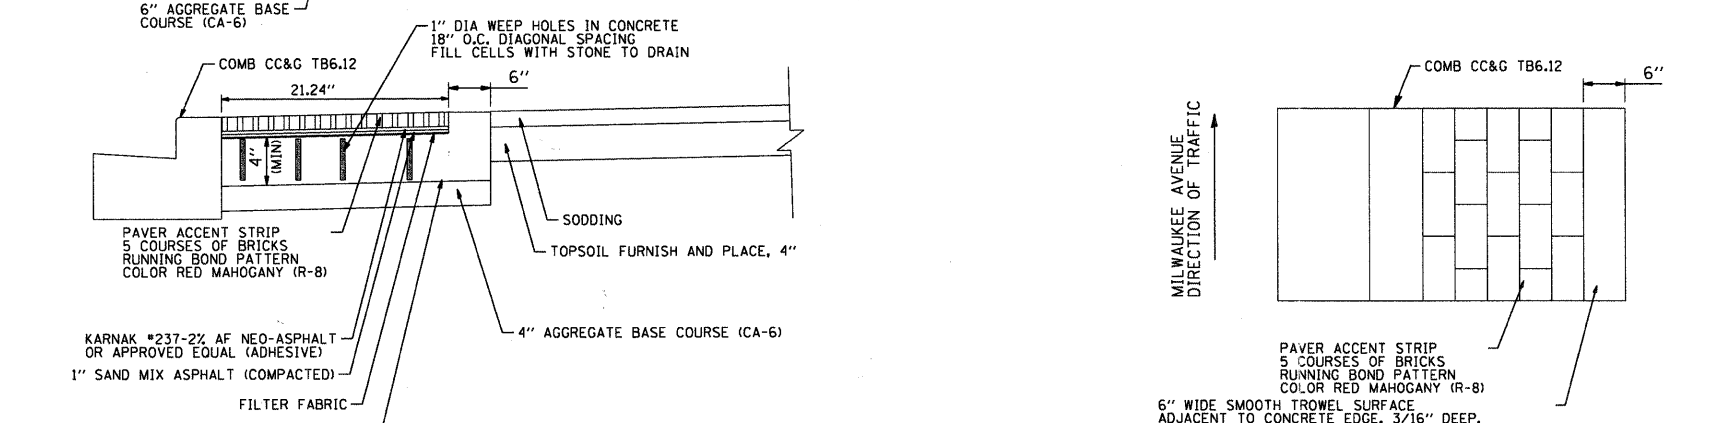 6" AGGREGATE BASE
COURSE (CA-6)
1" DIA WEEP HOLES IN CONCRETE
18" O.C. DIAGONAL SPACING
FILL CELLS WITH STONE TO DRAIN
COMB CC&G TB6.12
6"
21.24"
4"
(MIN)
SODDING
TOPSOIL FURNISH AND PLACE, 4"
PAVER ACCENT STRIP
5 COURSES OF BRICKS
RUNNING BOND PATTERN
COLOR RED MAHOGANY (R-8)
4" AGGREGATE BASE COURSE (CA-6)
KARNAK #237-2% AF NEO-ASPHALT
OR APPROVED EQUAL (ADHESIVE)
1" SAND MIX ASPHALT (COMPACTED)
FILTER FABRIC
COMB CC&G TB6.12
6"
MILWAUKEE AVENUE
DIRECTION OF TRAFFIC
PAVER ACCENT STRIP
5 COURSES OF BRICKS
RUNNING BOND PATTERN
COLOR RED MAHOGANY (R-8)
6" WIDE SMOOTH TROWEL SURFACE
ADJACENT TO CONCRETE EDGE, 3/16" DEEP.